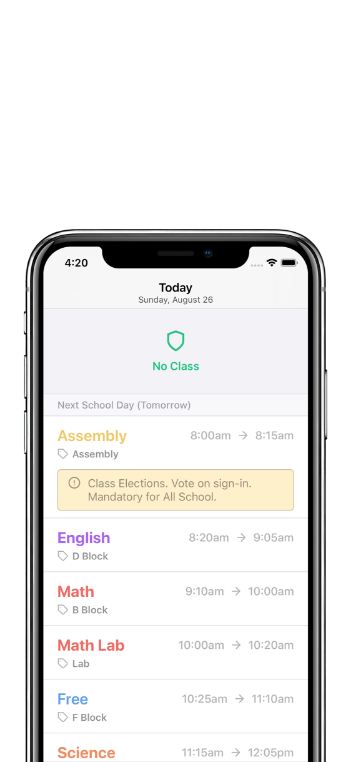 4:20
Today
Sunday, August 26
No Class
Next School Day (Tomorrow)
Assembly 8:00am → 8:15am
Assembly
Class Elections. Vote on sign-in.
Mandatory for All School.
English 8:20am → 9:05am
D Block
Math 9:10am → 10:00am
B Block
Math Lab 10:00am → 10:20am
Lab
Free 10:25am → 11:10am
F Block
Science 11:15am → 12:05pm